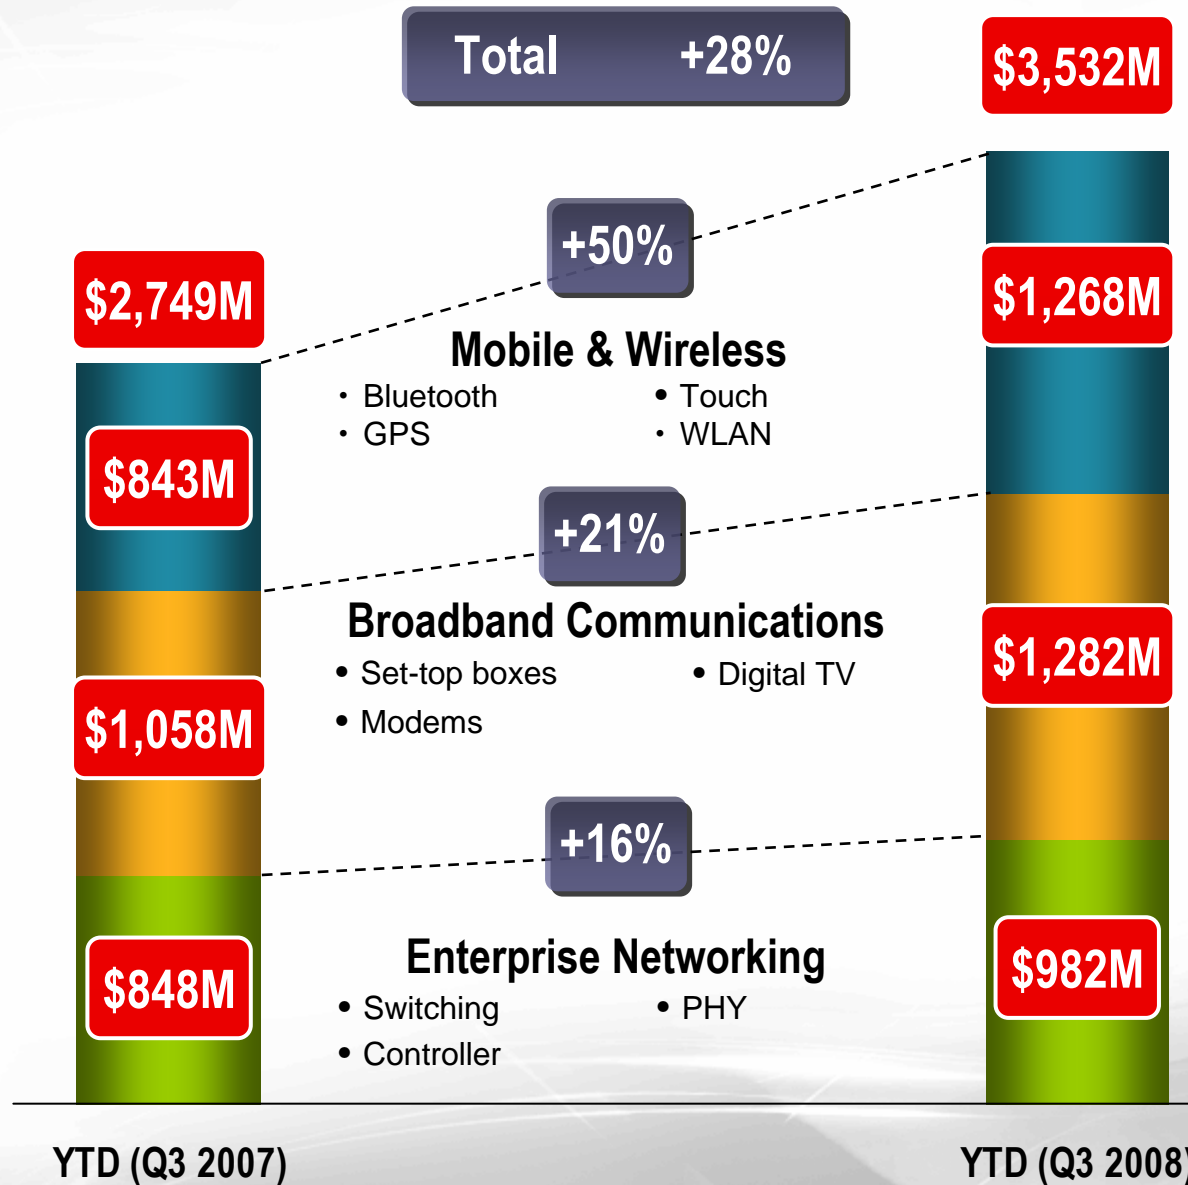 Total +28%
$3,532M
+50%
$2,749M
$1,268M
Mobile & Wireless
• Bluetooth • Touch
• GPS • WLAN
$843M
+21%
Broadband Communications
• Set-top boxes • Digital TV
• Modems
$1,282M
$1,058M
+16%
Enterprise Networking
• Switching • PHY
• Controller
$848M
$982M
YTD (Q3 2007)
YTD (Q3 2008)